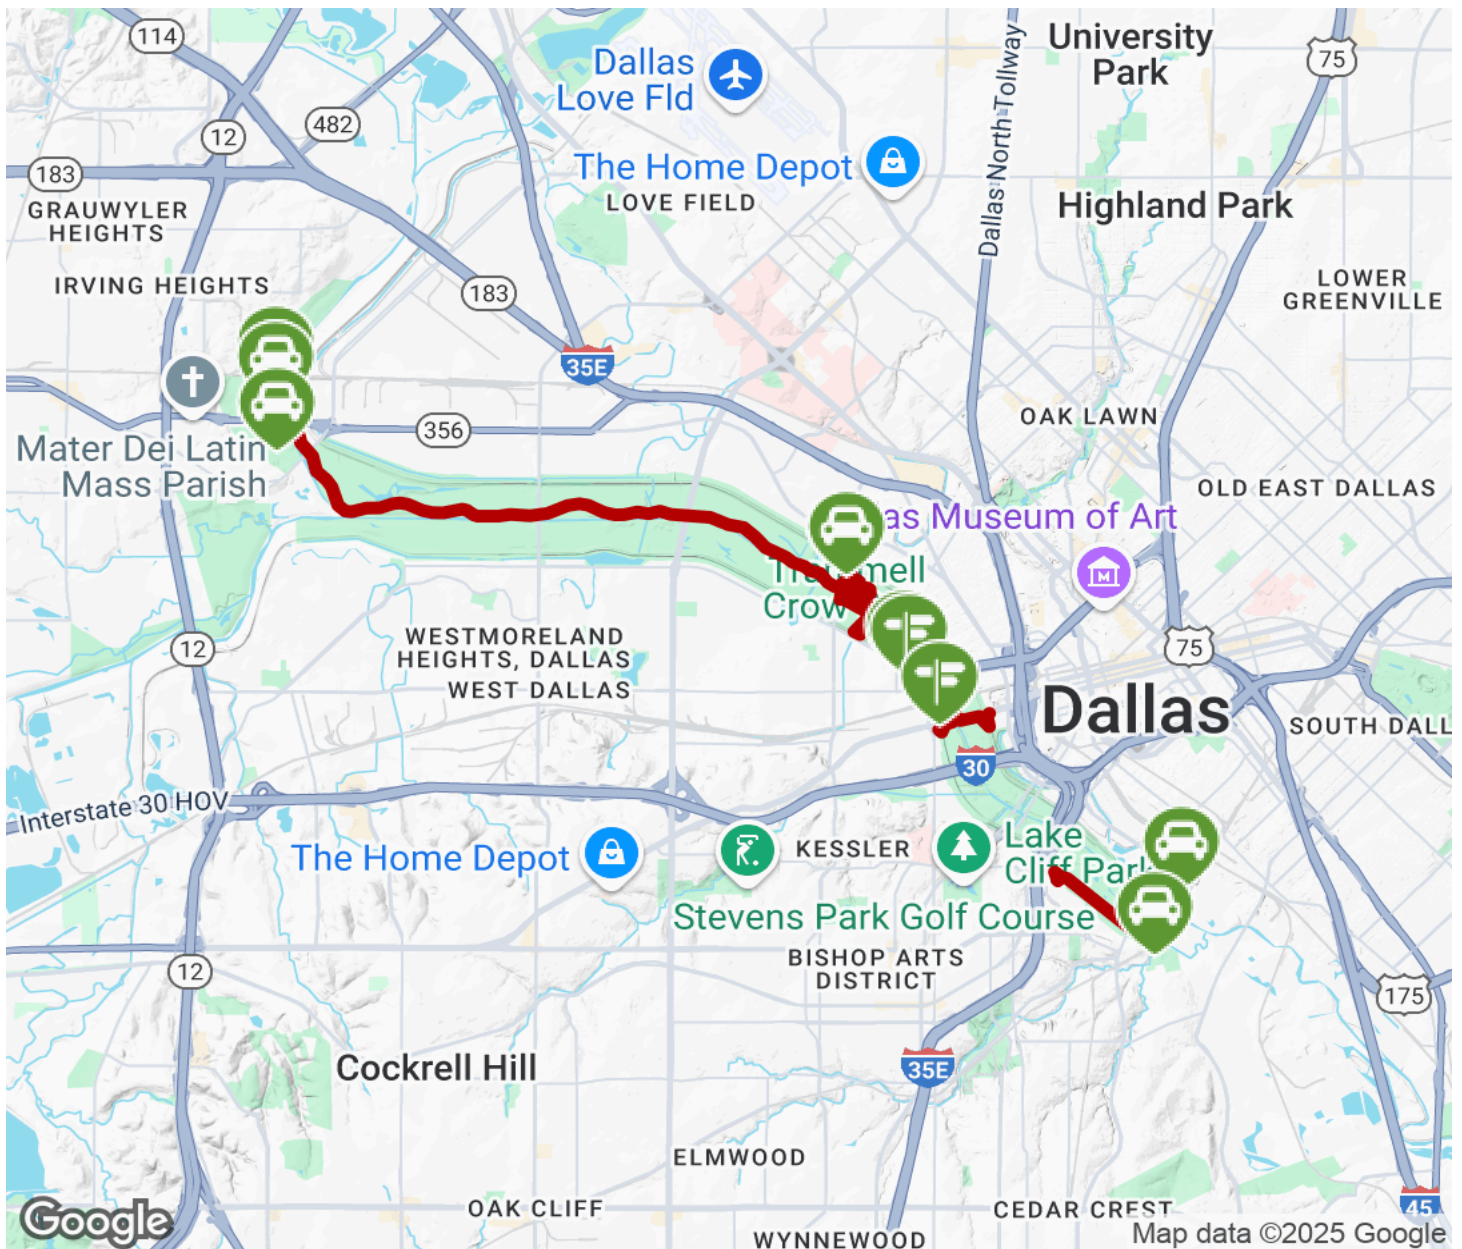 114
Dallas
Love Fld
University
Park
75
Dallas North Tollway
12
482
183
The Home Depot
LOVE FIELD
Highland Park
GRAUWYLER
HEIGHTS
IRVING HEIGHTS
183
LOWER
GREENVILLE
35E
OAK LAWN
356
Mater Dei Latin
Mass Parish
OLD EAST DALLAS
as Museum of Art
M
Crow
12
WESTMORELAND
HEIGHTS, DALLAS
WEST DALLAS
75
Dallas
SOUTH DALL
30
Interstate 30 HOV
The Home Depot
KESSLER
Lake
Cliff Park
Stevens Park Golf Course
BISHOP ARTS
DISTRICT
12
175
Cockrell Hill
35E
ELMWOOD
OAK CLIFF
CEDAR CREST
45
WYNNEWOOD
Google
Map data ©2025 Google